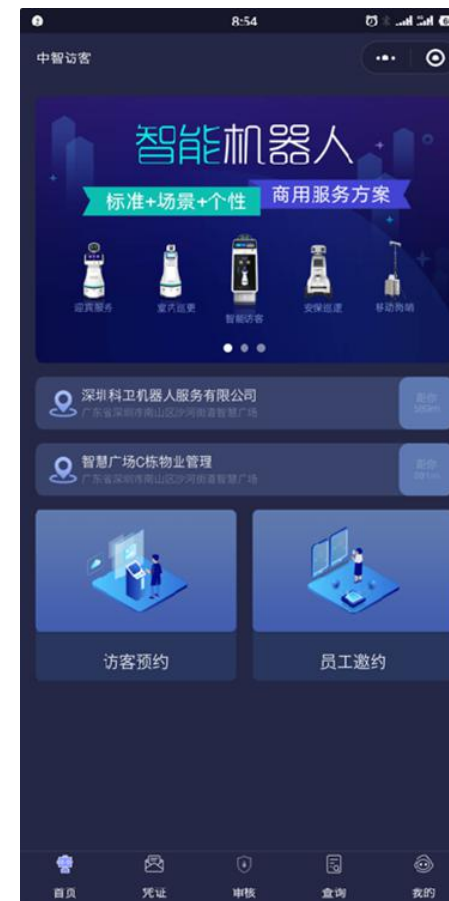 8:54
中智访客
智能机器人
标准+场景+个性 商用服务方案
迎宾服务 室内巡更 智能访客 安保巡逻 移动岗哨
深圳科卫机器人服务有限公司
广东省深圳市南山区沙河街道智慧广场
距你
智慧广场C栋物业管理
广东省深圳市南山区沙河街道智慧广场
距你
访客预约 员工邀约
首页 凭证 审核 查询 我的